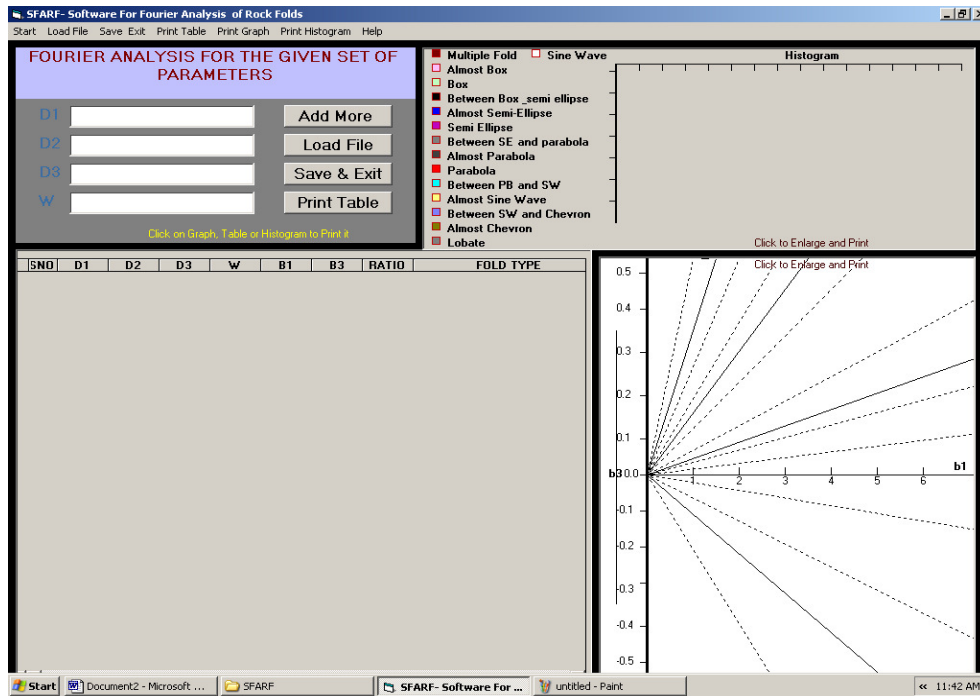 SFARF- Software For Fourier Analysis of Rock Folds
Start Load File Save Exit Print Table Print Graph Print Histogram Help
FOURIER ANALYSIS FOR THE GIVEN SET OF
PARAMETERS
D1
Add More
D2
Load File
D3
Save & Exit
W
Print Table
Click on Graph, Table or Histogram to Print it
Multiple Fold Sine Wave
Almost Box
Box
Between Box _semi ellipse
Almost Semi-Ellipse
Semi Ellipse
Between SE and parabola
Almost Parabola
Parabola
Between PB and SW
Almost Sine Wave
Between SW and Chevron
Almost Chevron
Lobate
Histogram
Click to Enlarge and Print
SNO D1 D2 D3 W B1 B3 RATIO FOLD TYPE
Click to Enlarge and Print
0.5
0.4
0.3
0.2
0.1
b3 0.0
1 2 3 4 5 6 b1
-0.1
-0.2
-0.3
-0.4
-0.5
Start Document2 - Microsoft ... SFARF SFARF- Software For ... untitled - Paint « 11:42 AM